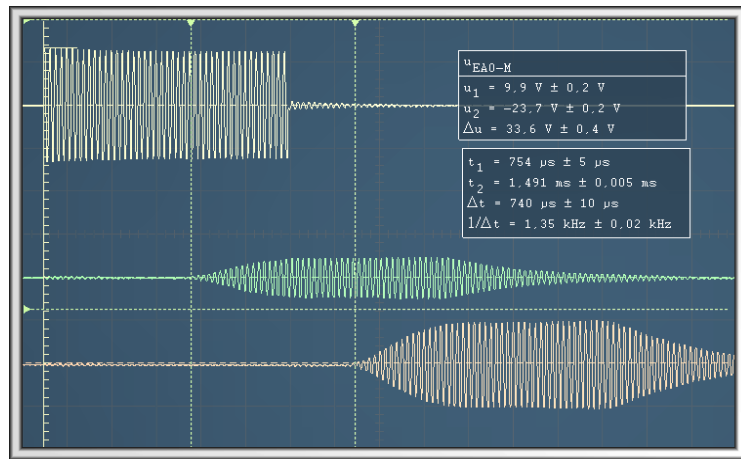 uEA0-M
u1 = 9,9 V ± 0,2 V
u2 = −23,7 V ± 0,2 V
Δu = 33,6 V ± 0,4 V
t1 = 754 µs ± 5 µs
t2 = 1,491 ms ± 0,005 ms
Δt = 740 µs ± 10 µs
1/Δt = 1,35 kHz ± 0,02 kHz